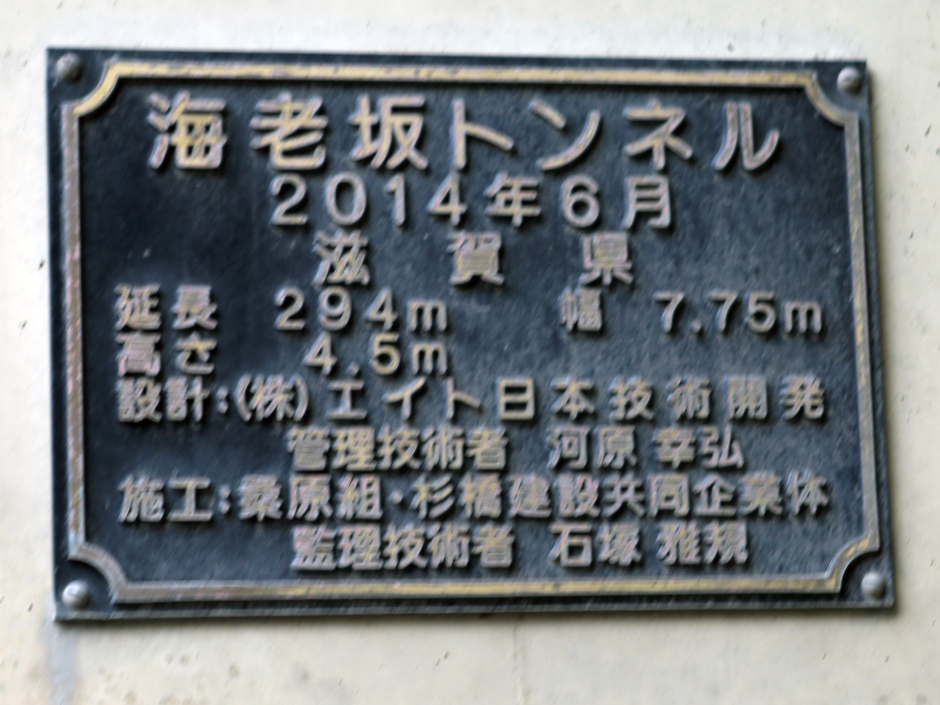 海老坂トンネル
2014年6月
滋賀県
延長 294m 幅 7.75m
高さ 4.5m
設計:(株)エイト日本技術開発
管理技術者 河原 幸弘
施工:桑原組・杉橋建設共同企業体
監理技術者 石塚 雅規